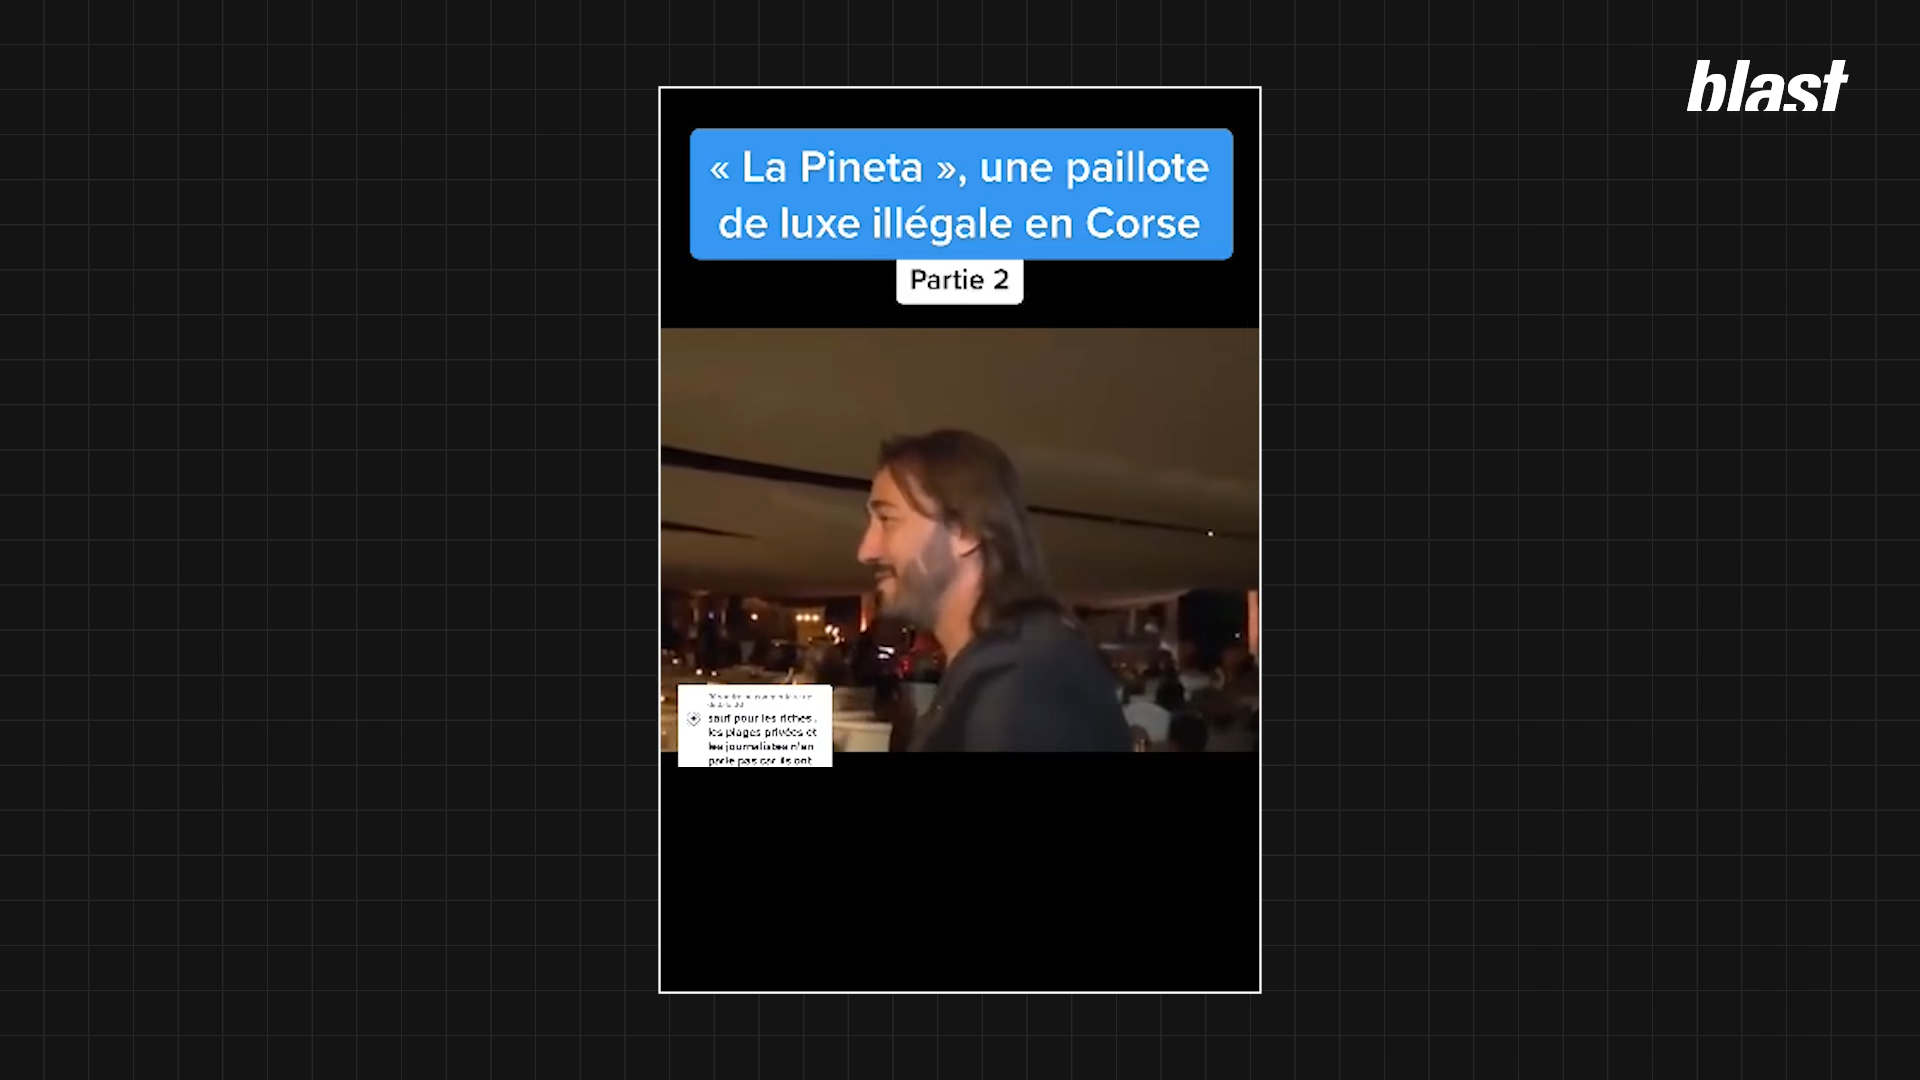 blast
« La Pineta », une paillote
de luxe illégale en Corse
Partie 2
sauf pour les riches,
les plages privées et
les journalistes n'en
parle pas car ils ont